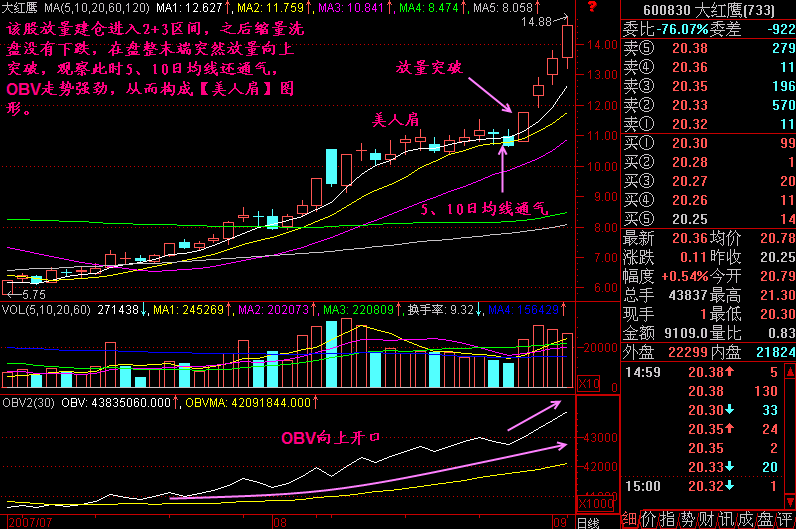 大红鹰 MA(5,10,20,60,120) MA1: 12.627↑, MA2: 11.759↑, MA3: 10.841↑, MA4: 8.474↑, MA5: 8.058↑
该股放量建仓进入2+3区间，之后缩量洗
盘没有下跌，在盘整末端突然放量向上
突破，观察此时5、10日均线还通气，
OBV走势强劲，从而构成【美人肩】图
形。
14.88
放量突破
美人肩
5、10日均线通气
5.75
14.00
13.00
12.00
11.00
10.00
9.00
8.00
7.00
6.00
VOL(5,10,20,60) 271438↓, MA1: 245269↑, MA2: 202073↑, MA3: 220809↑, 换手率: 9.32↓, MA4: 156429↑
20000
0
X10
OBV2(30) OBV: 43835060.000↑, OBVMA: 42091844.000↑
OBV向上开口
43000
42000
41000
X1000
2007/07 08 09 日线
?
600830 大红鹰(733)
委比 -76.07% 委差 -922
卖⑤ 20.38 279
卖④ 20.36 11
卖③ 20.35 196
卖② 20.33 570
卖① 20.32 11
买① 20.30 99
买② 20.28 1
买③ 20.27 20
买④ 20.26 11
买⑤ 20.25 14
最新 20.36 均价 20.78
涨跌 0.11 昨收 20.25
幅度 +0.54% 今开 20.79
总手 43837 最高 21.30
现手 1 最低 20.30
金额 9109.0 量比 0.83
外盘 22299 内盘 21824
14:59 20.38↑ 5
20.38 130
20.30↓ 33
20.35↑ 24
20.35 2
20.33↓ 20
15:00 20.32↓ 1
细 价 指 势 财 讯 成 盘 评